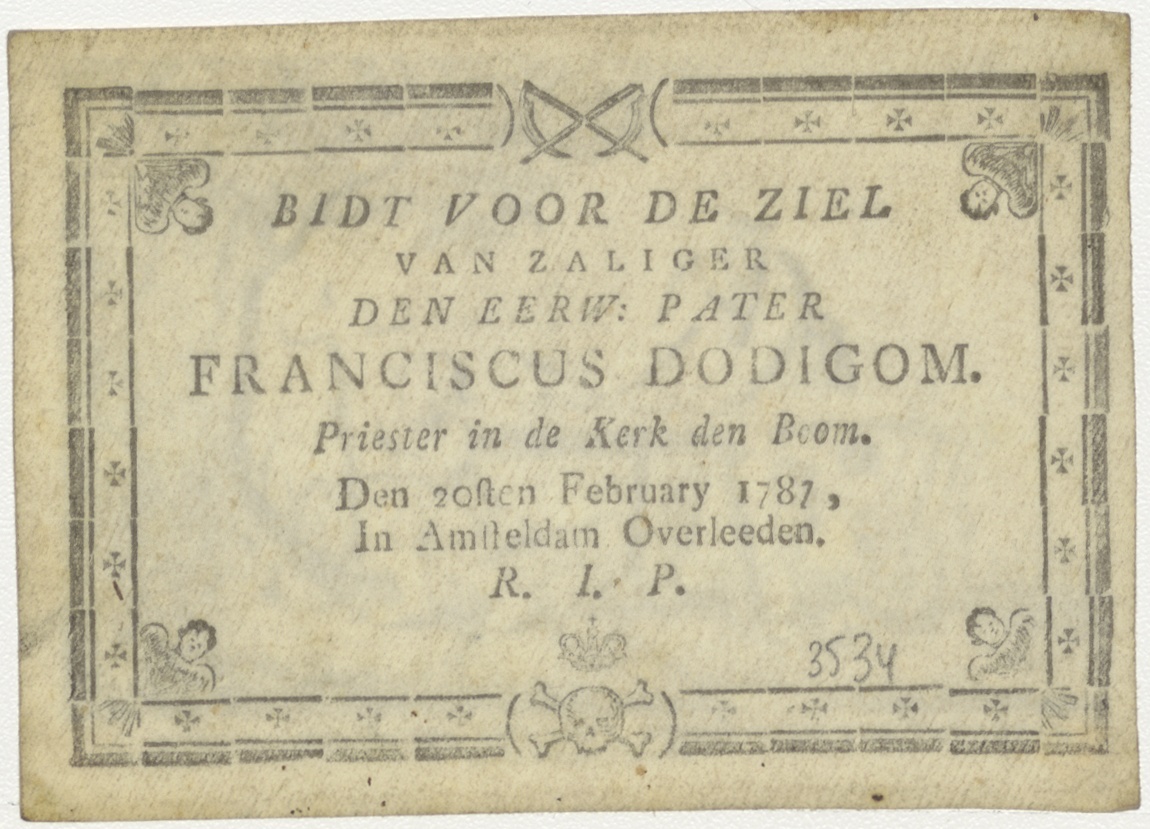 BIDT VOOR DE ZIEL
VAN ZALIGER
DEN EERW: PATER
FRANCISCUS DODIGOM.
Priester in de Kerk den Boom.
Den 20ſten February 1787,
In Amſteldam Overleeden.
R. I. P.
3534